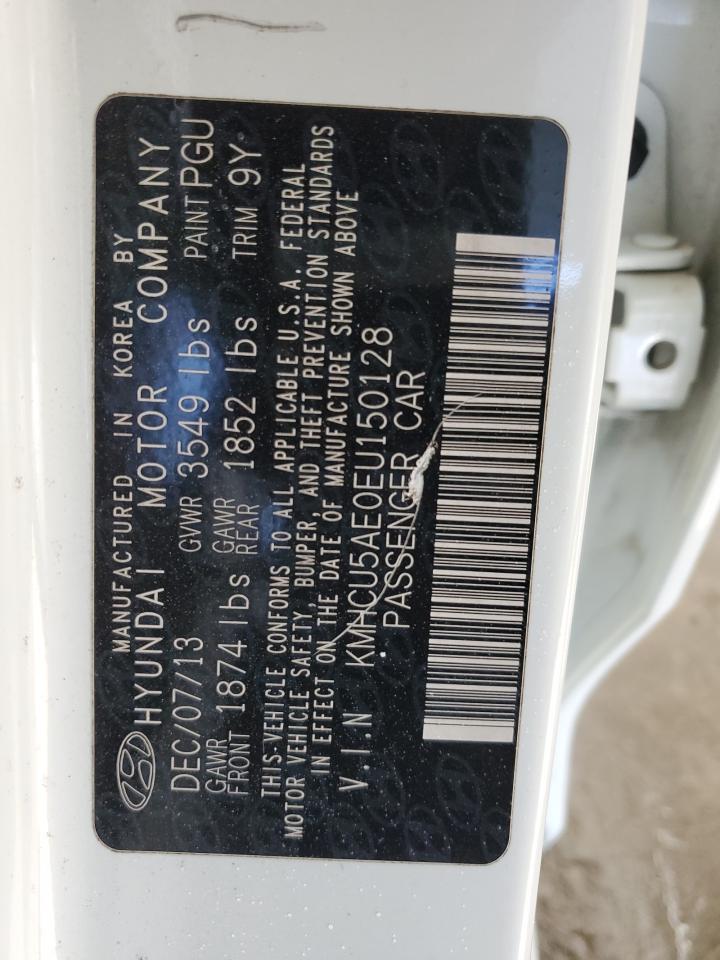 MANUFACTURED IN KOREA BY
HYUNDAI MOTOR COMPANY
DEC/07/13 GVWR 3549 lbs PAINT PGU
GAWR FRONT 1874 lbs GAWR REAR 1852 lbs TRIM 9Y
THIS VEHICLE CONFORMS TO ALL APPLICABLE U.S.A. FEDERAL
MOTOR VEHICLE SAFETY, BUMPER, AND THEFT PREVENTION STANDARDS
IN EFFECT ON THE DATE OF MANUFACTURE SHOWN ABOVE
V.I.N KMHCU5AE0EU150128
PASSENGER CAR